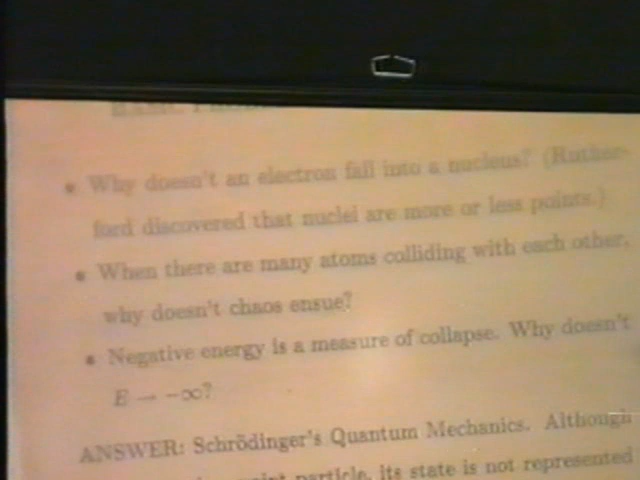 • Why doesn't an electron fall into a nucleus? (Ruther-
ford discovered that nuclei are more or less points.)
• When there are many atoms colliding with each other,
why doesn't chaos ensue?
• Negative energy is a measure of collapse. Why doesn't
E → −∞?
ANSWER: Schrödinger's Quantum Mechanics. Although
point particle, its state is not represented